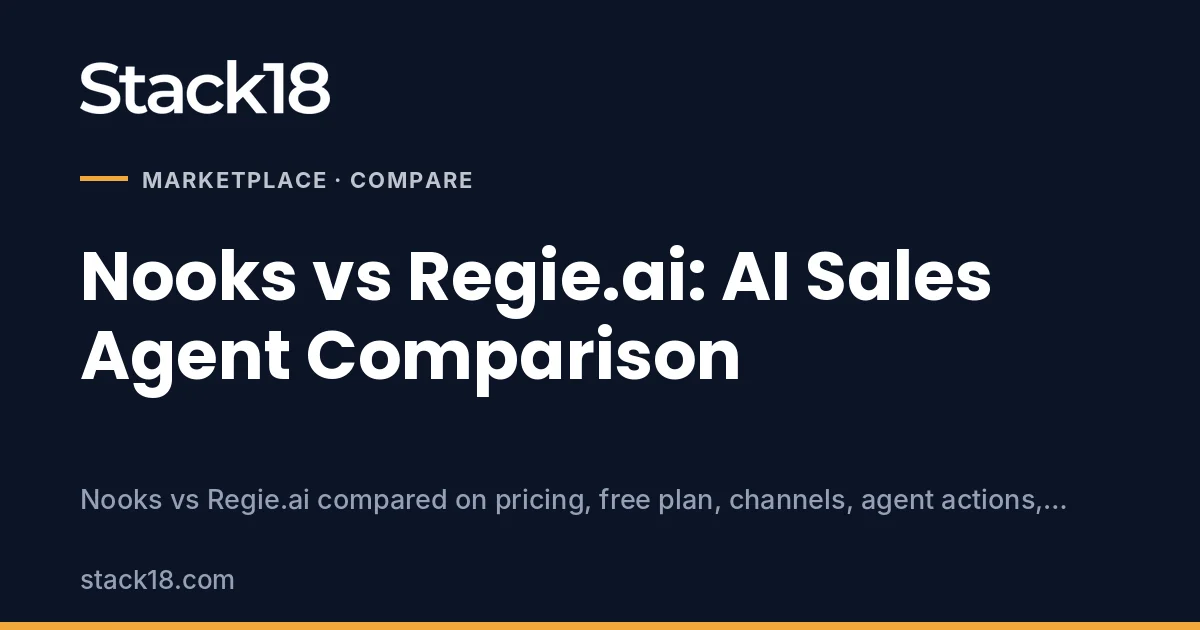 Stack18
MARKETPLACE · COMPARE
Nooks vs Regie.ai: AI Sales
Agent Comparison
Nooks vs Regie.ai compared on pricing, free plan, channels, agent actions,...
stack18.com